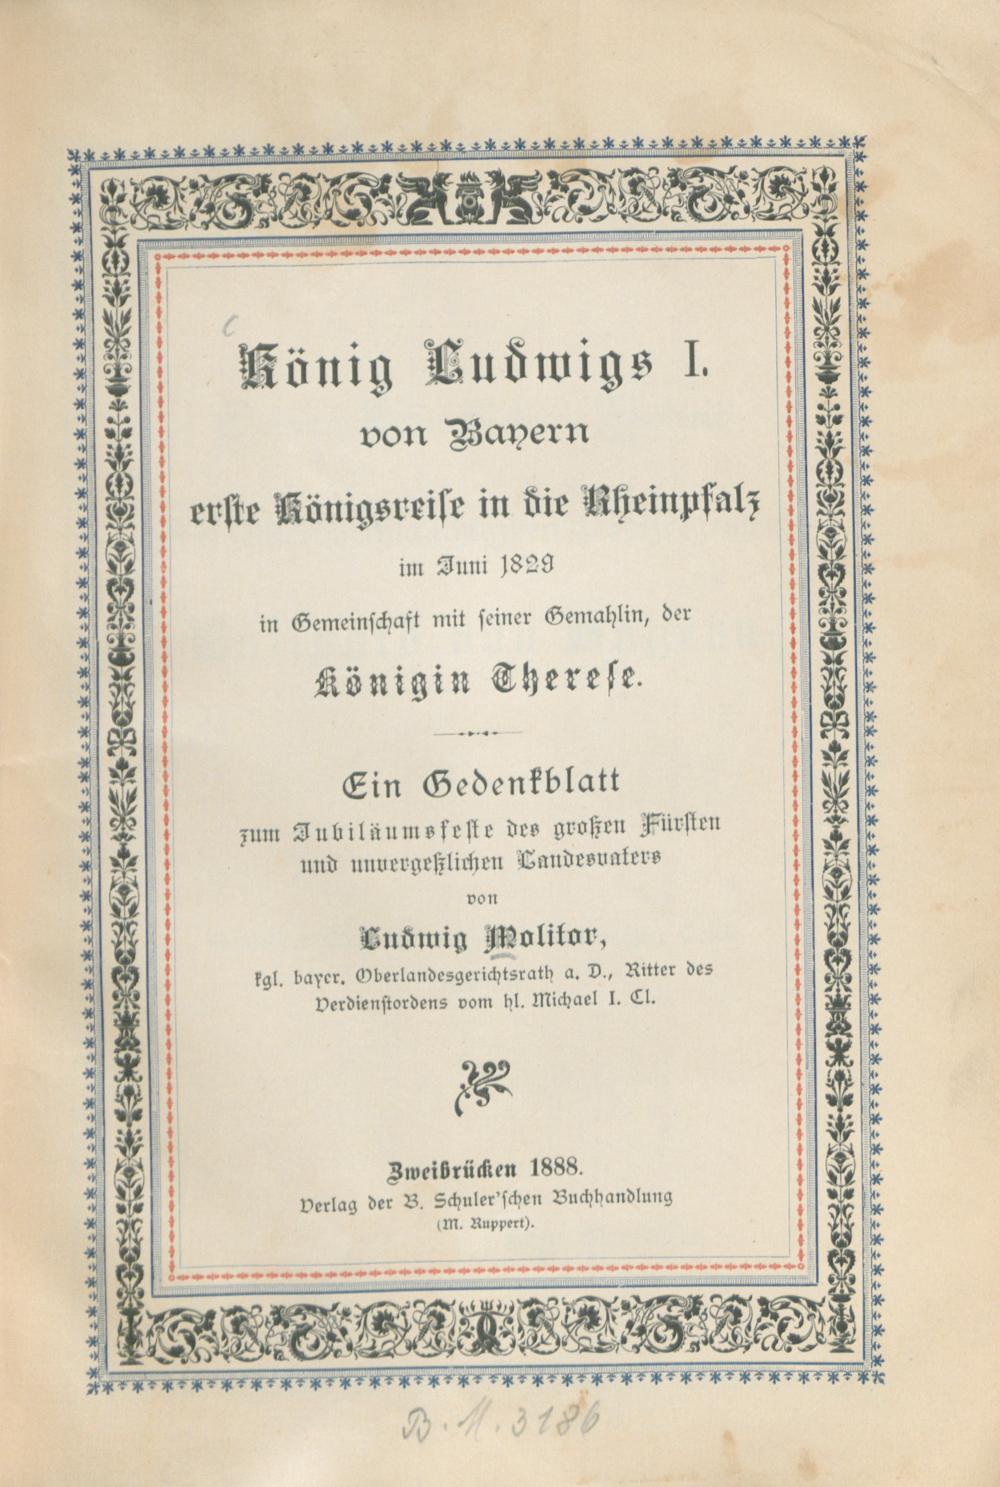 König Ludwigs I.
von Bayern
erste Königsreise in die Rheinpfalz
im Juni 1829
in Gemeinschaft mit seiner Gemahlin, der
Königin Therese.
Ein Gedenkblatt
zum Jubiläumsfeste des großen Fürsten
und unvergeßlichen Landesvaters
von
Ludwig Molitor,
kgl. bayer. Oberlandesgerichtsrath a. D., Ritter des
Verdienstordens vom hl. Michael I. Cl.
Zweibrücken 1888.
Verlag der B. Schuler'schen Buchhandlung
(M. Ruppert).
B. M. 3186